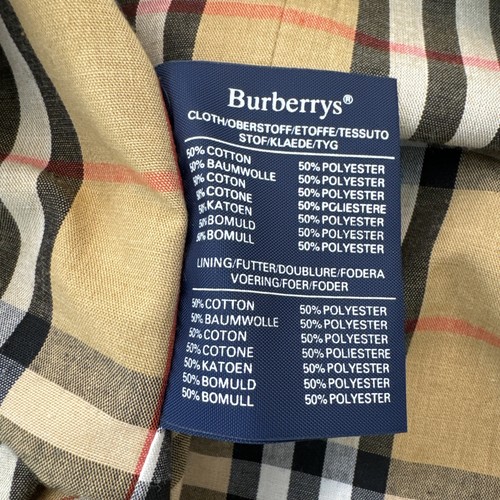 Burberrys®
CLOTH/OBERSTOFF/ETOFFE/TESSUTO
STOF/KLAEDE/TYG
50% COTTON 50% POLYESTER
50% BAUMWOLLE 50% POLYESTER
50% COTON 50% POLYESTER
50% COTONE 50% POLIESTERE
50% KATOEN 50% POLYESTER
50% BOMULD 50% POLYESTER
50% BOMULL 50% POLYESTER
LINING/FUTTER/DOUBLURE/FODERA
VOERING/FOER/FODER
50% COTTON 50% POLYESTER
50% BAUMWOLLE 50% POLYESTER
50% COTON 50% POLYESTER
50% COTONE 50% POLIESTERE
50% KATOEN 50% POLYESTER
50% BOMULD 50% POLYESTER
50% BOMULL 50% POLYESTER